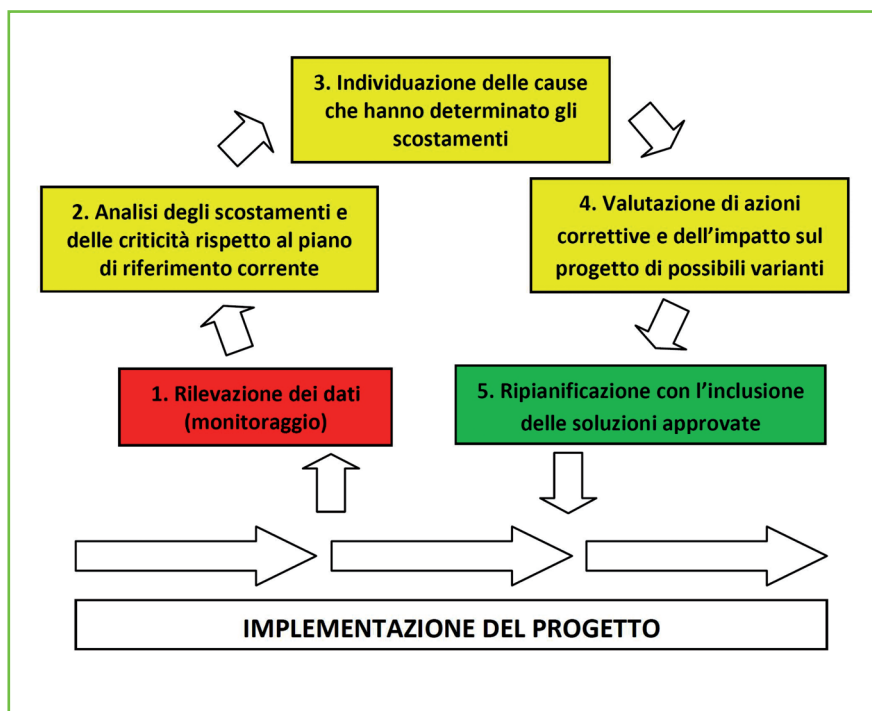 3. Individuazione delle cause
che hanno determinato gli
scostamenti
2. Analisi degli scostamenti e
delle criticità rispetto al piano
di riferimento corrente
4. Valutazione di azioni
correttive e dell’impatto sul
progetto di possibili varianti
1. Rilevazione dei dati
(monitoraggio)
5. Ripianificazione con l’inclusione
delle soluzioni approvate
IMPLEMENTAZIONE DEL PROGETTO